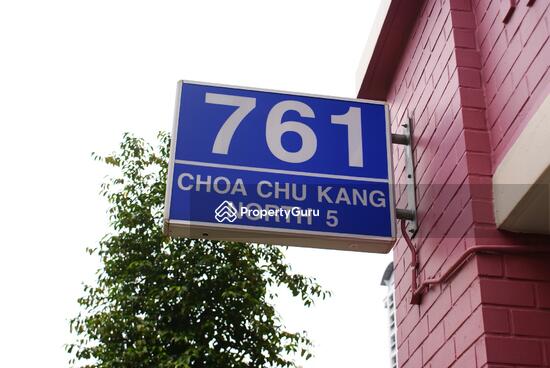 761
CHOA CHU KANG
NORTH 5
PropertyGuru